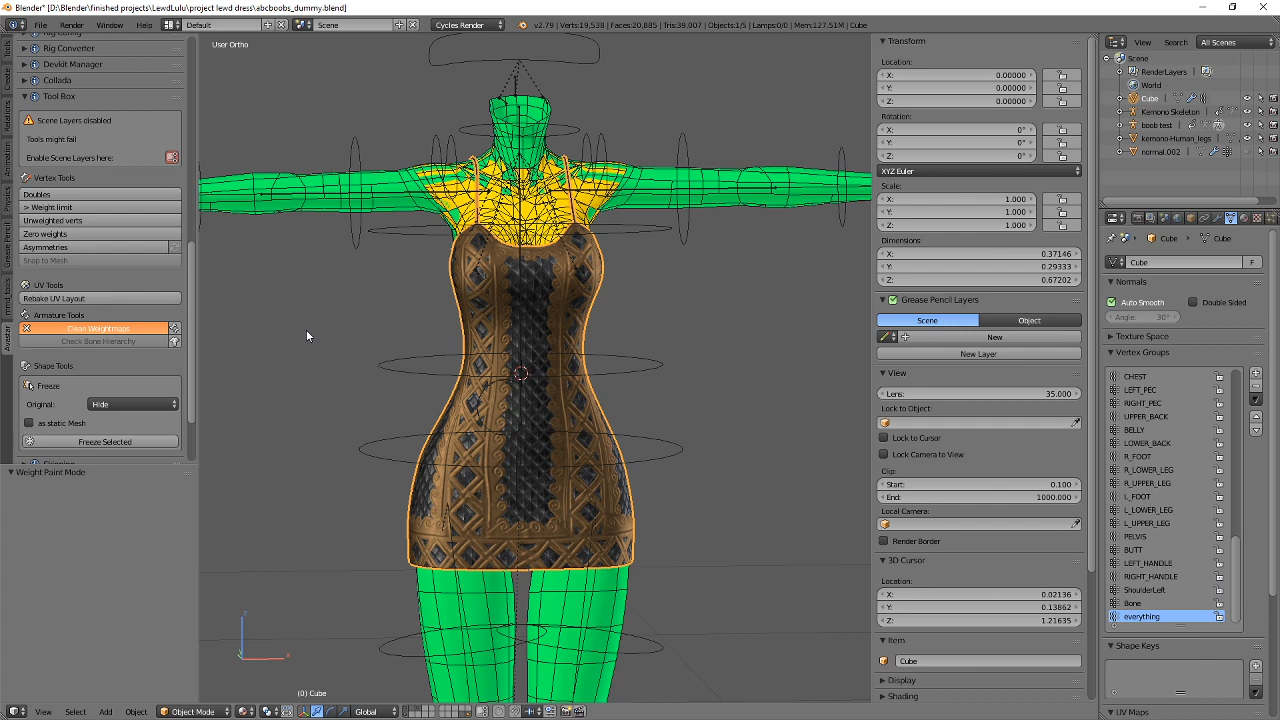 Blender* [D:\Blender\finished projects\LewdLulu\project lewd dress\abcboobs_dummy.blend]
File Render Window Help Default Scene Cycles Render v2.79 | Verts:19,538 | Faces:20,885 | Tris:39,007 | Objects:1/5 | Lamps:0/0 | Mem:127.51M | Cube
Rig Converter
Devkit Manager
Collada
Tool Box
Scene Layers disabled
Tools might fail
Enable Scene Layers here:
Vertex Tools
Doubles
> Weight limit
Unweighted verts
Zero weights
Asymmetries
Snap to Mesh
UV Tools
Rebake UV Layout
Armature Tools
Clean Weightmaps
Check Bone Hierarchy
Shape Tools
Freeze
Original: Hide
as static Mesh
Freeze Selected
Weight Paint Mode
Tools
Create
Relations
Animation
Physics
Grease Pencil
mmd_tools
Avastar
User Ortho
(0) Cube
View Select Add Object Object Mode Global
Transform
Location:
X: 0.00000
Y: 0.00000
Z: 0.00000
Rotation:
X: 0°
Y: 0°
Z: 0°
XYZ Euler
Scale:
X: 1.000
Y: 1.000
Z: 1.000
Dimensions:
X: 0.37146
Y: 0.29333
Z: 0.67202
Grease Pencil Layers
Scene Object
New
New Layer
View
Lens: 35.000
Lock to Object:
Lock to Cursor
Lock Camera to View
Clip:
Start: 0.100
End: 1000.000
Local Camera:
Render Border
3D Cursor
Location:
X: 0.02136
Y: 0.13862
Z: 1.21635
Item
Cube
Display
Shading
View Search All Scenes
Scene
RenderLayers
World
Cube
Kemono Skeleton
boob test
kemono-Human_legs
normal.002
Cube Cube
Cube F
Normals
Auto Smooth Double Sided
Angle: 30°
Texture Space
Vertex Groups
CHEST
LEFT_PEC
RIGHT_PEC
UPPER_BACK
BELLY
LOWER_BACK
R_FOOT
R_LOWER_LEG
R_UPPER_LEG
L_FOOT
L_LOWER_LEG
L_UPPER_LEG
PELVIS
BUTT
LEFT_HANDLE
RIGHT_HANDLE
ShoulderLeft
Bone
everything
Shape Keys
UV Maps